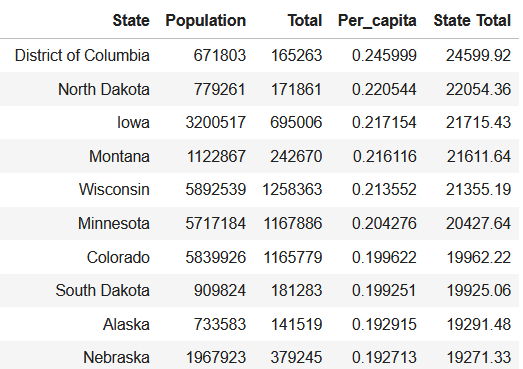 State Population Total Per_capita State Total
District of Columbia 671803 165263 0.245999 24599.92
North Dakota 779261 171861 0.220544 22054.36
Iowa 3200517 695006 0.217154 21715.43
Montana 1122867 242670 0.216116 21611.64
Wisconsin 5892539 1258363 0.213552 21355.19
Minnesota 5717184 1167886 0.204276 20427.64
Colorado 5839926 1165779 0.199622 19962.22
South Dakota 909824 181283 0.199251 19925.06
Alaska 733583 141519 0.192915 19291.48
Nebraska 1967923 379245 0.192713 19271.33